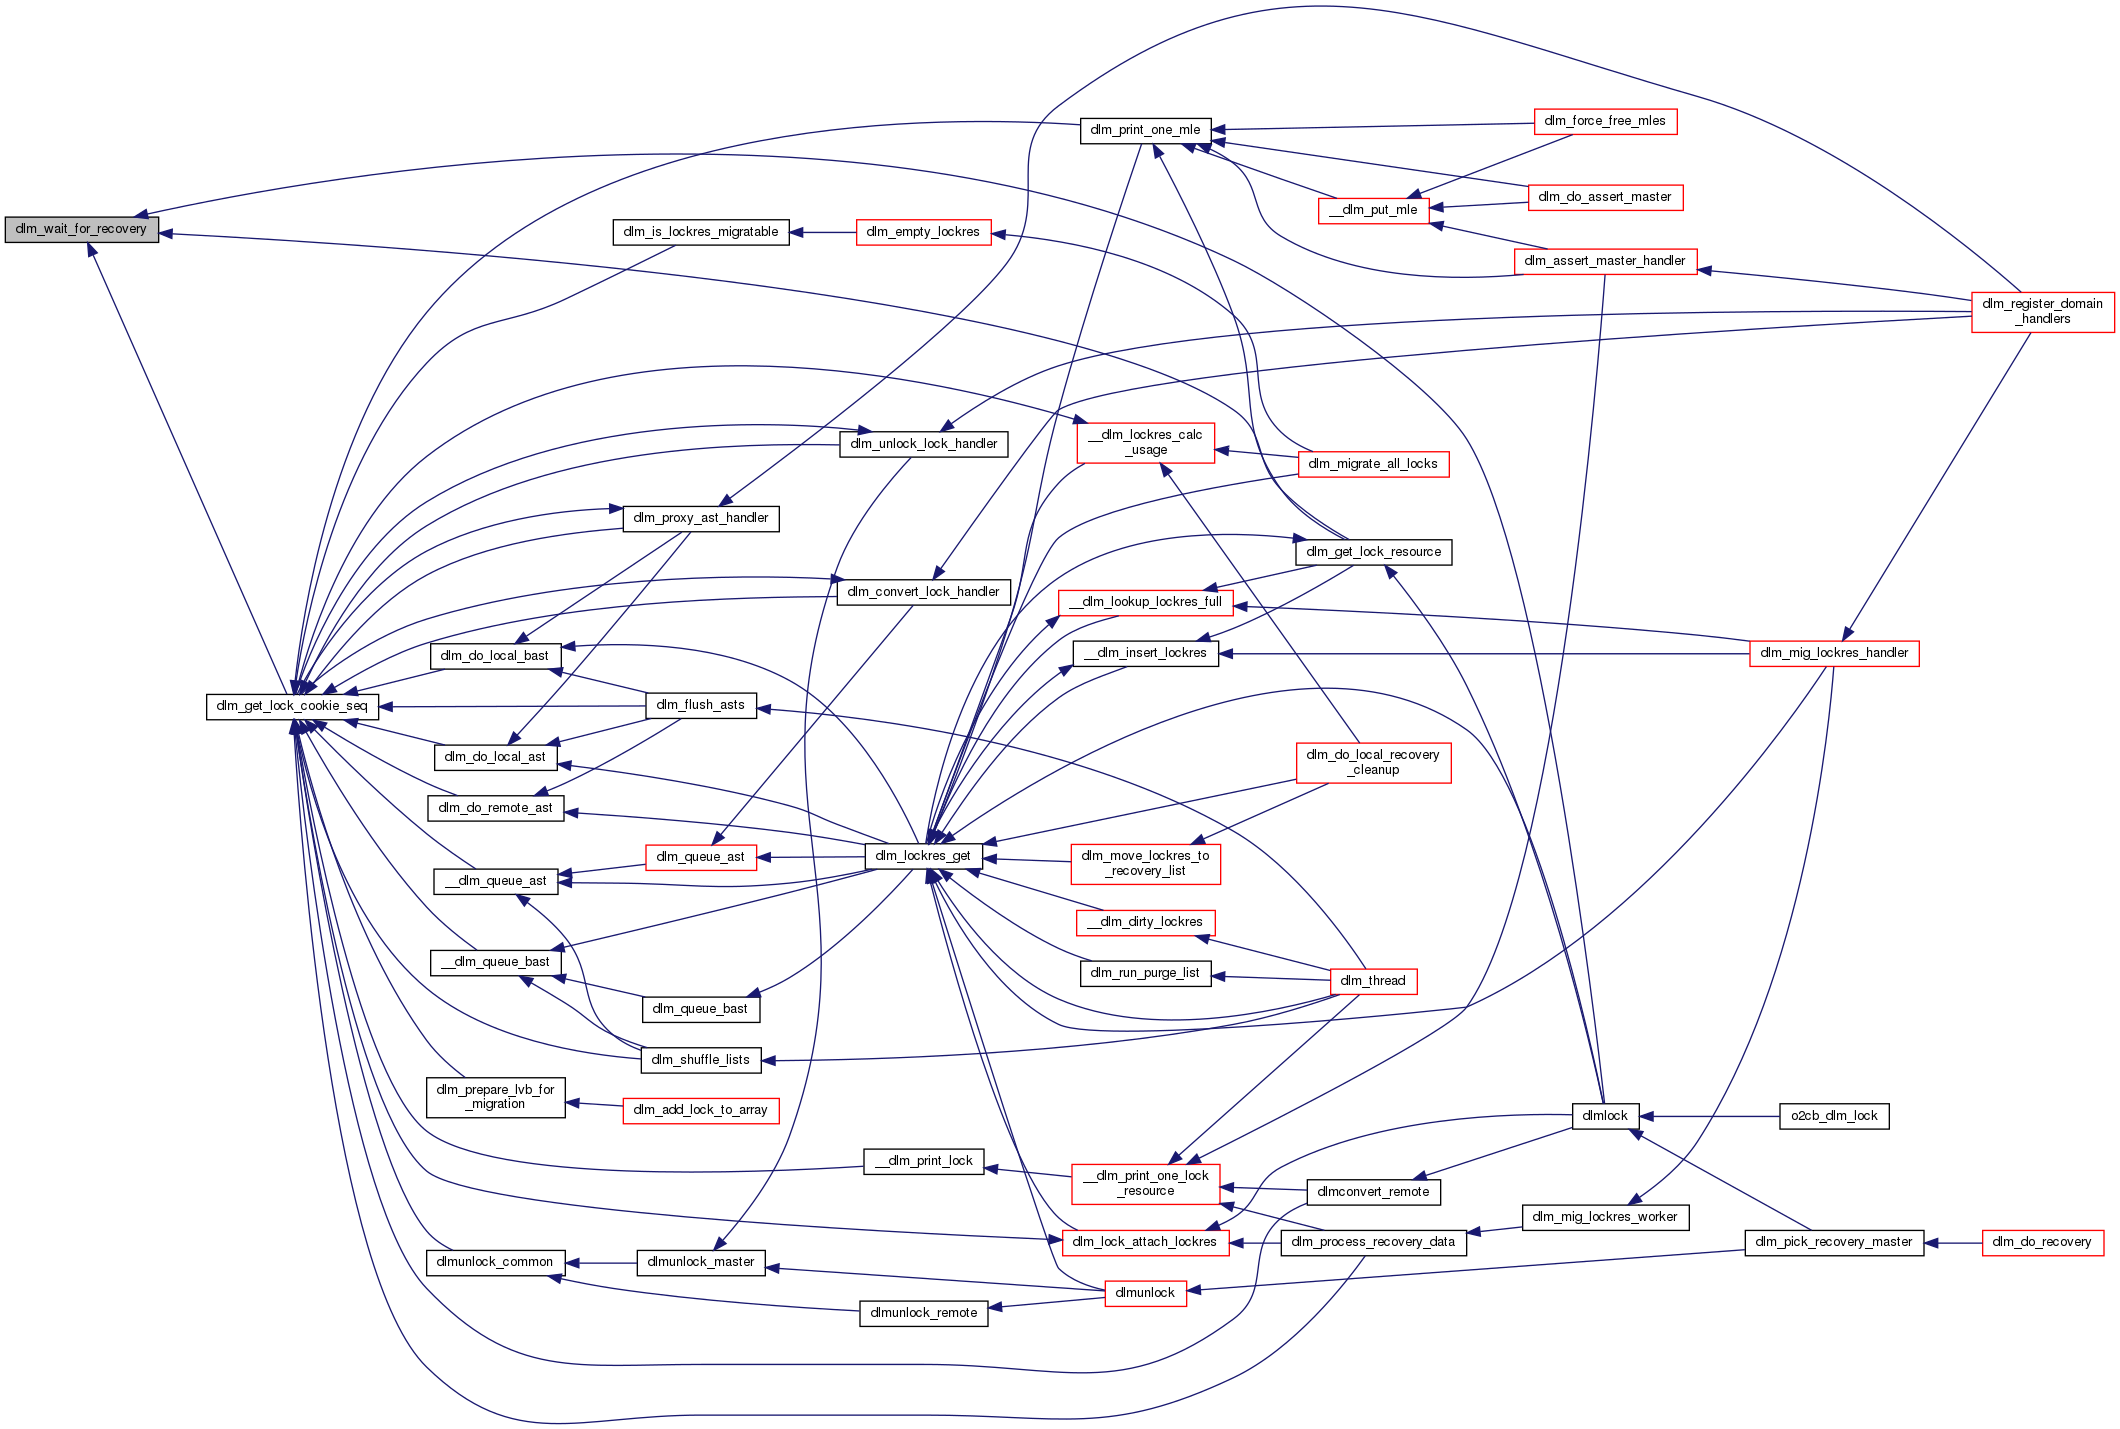 dlm_wait_for_recovery
dlm_get_lock_cookie_seq
dlm_print_one_mle
dlm_force_free_mles
dlm_do_assert_master
__dlm_put_mle
dlm_is_lockres_migratable
dlm_empty_lockres
dlm_assert_master_handler
dlm_register_domain
_handlers
__dlm_lockres_calc
_usage
dlm_unlock_lock_handler
dlm_migrate_all_locks
dlm_proxy_ast_handler
dlm_get_lock_resource
dlm_convert_lock_handler
__dlm_lookup_lockres_full
dlm_do_local_bast
__dlm_insert_lockres
dlm_mig_lockres_handler
dlm_flush_asts
dlm_do_local_ast
dlm_do_local_recovery
_cleanup
dlm_do_remote_ast
dlm_queue_ast
dlm_lockres_get
dlm_move_lockres_to
_recovery_list
__dlm_queue_ast
__dlm_dirty_lockres
__dlm_queue_bast
dlm_run_purge_list
dlm_thread
dlm_queue_bast
dlm_shuffle_lists
dlm_prepare_lvb_for
_migration
dlm_add_lock_to_array
dlmlock
o2cb_dlm_lock
__dlm_print_lock
__dlm_print_one_lock
_resource
dlmconvert_remote
dlm_mig_lockres_worker
dlm_lock_attach_lockres
dlm_process_recovery_data
dlm_pick_recovery_master
dlm_do_recovery
dlmunlock_common
dlmunlock_master
dlmunlock
dlmunlock_remote